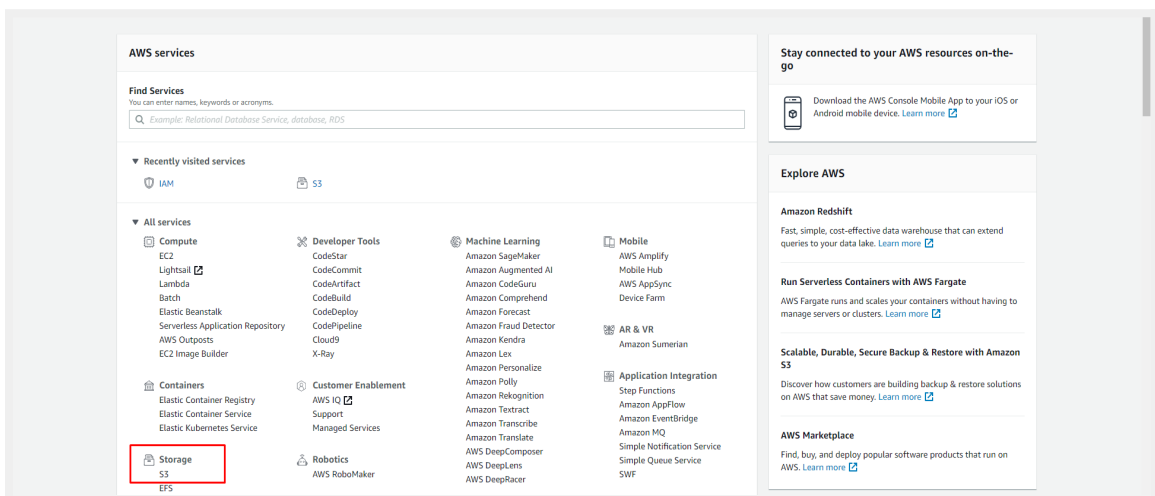 AWS services
Find Services
You can enter names, keywords or acronyms.
Example: Relational Database Service, database, RDS
Recently visited services
IAM
S3
All services
Compute
EC2
Lightsail
Lambda
Batch
Elastic Beanstalk
Serverless Application Repository
AWS Outposts
EC2 Image Builder
Containers
Elastic Container Registry
Elastic Container Service
Elastic Kubernetes Service
Storage
S3
EFS
Developer Tools
CodeStar
CodeCommit
CodeArtifact
CodeBuild
CodeDeploy
CodePipeline
Cloud9
X-Ray
Customer Enablement
AWS IQ
Support
Managed Services
Robotics
AWS RoboMaker
Machine Learning
Amazon SageMaker
Amazon Augmented AI
Amazon CodeGuru
Amazon Comprehend
Amazon Forecast
Amazon Fraud Detector
Amazon Kendra
Amazon Lex
Amazon Personalize
Amazon Polly
Amazon Rekognition
Amazon Textract
Amazon Transcribe
Amazon Translate
AWS DeepComposer
AWS DeepLens
AWS DeepRacer
Mobile
AWS Amplify
Mobile Hub
AWS AppSync
Device Farm
AR & VR
Amazon Sumerian
Application Integration
Step Functions
Amazon AppFlow
Amazon EventBridge
Amazon MQ
Simple Notification Service
Simple Queue Service
SWF
Stay connected to your AWS resources on-the-
go
Download the AWS Console Mobile App to your iOS or
Android mobile device. Learn more
Explore AWS
Amazon Redshift
Fast, simple, cost-effective data warehouse that can extend
queries to your data lake. Learn more
Run Serverless Containers with AWS Fargate
AWS Fargate runs and scales your containers without having to
manage servers or clusters. Learn more
Scalable, Durable, Secure Backup & Restore with Amazon
S3
Discover how customers are building backup & restore solutions
on AWS that save money. Learn more
AWS Marketplace
Find, buy, and deploy popular software products that run on
AWS. Learn more